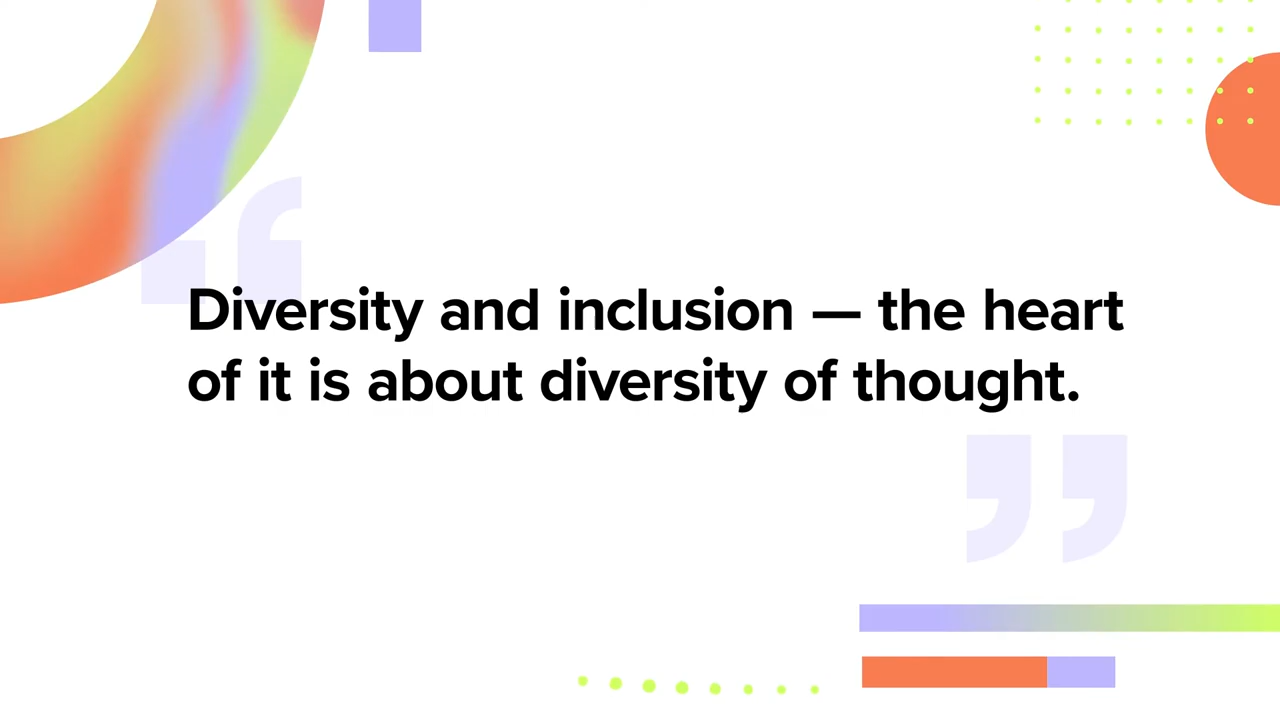 Diversity and inclusion — the heart
of it is about diversity of thought.